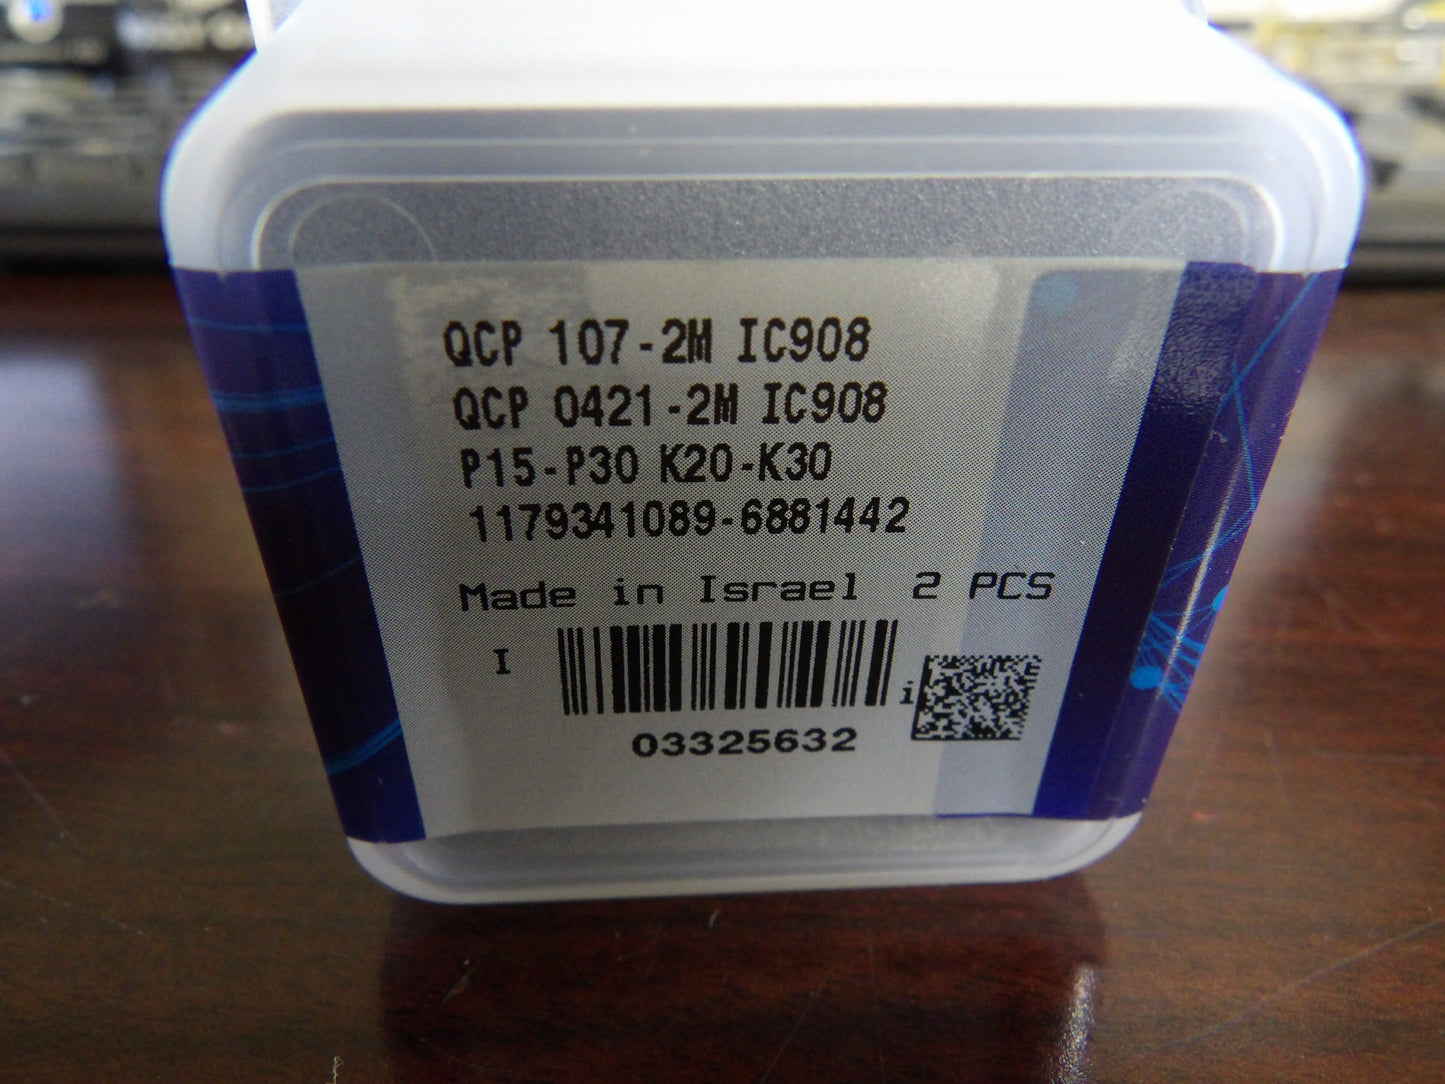 QCP 107-2M IC908
QCP 0421-2M IC908
P15-P30 K20-K30
1179341089-6881442
Made in Israel 2 PCS
I
i
03325632